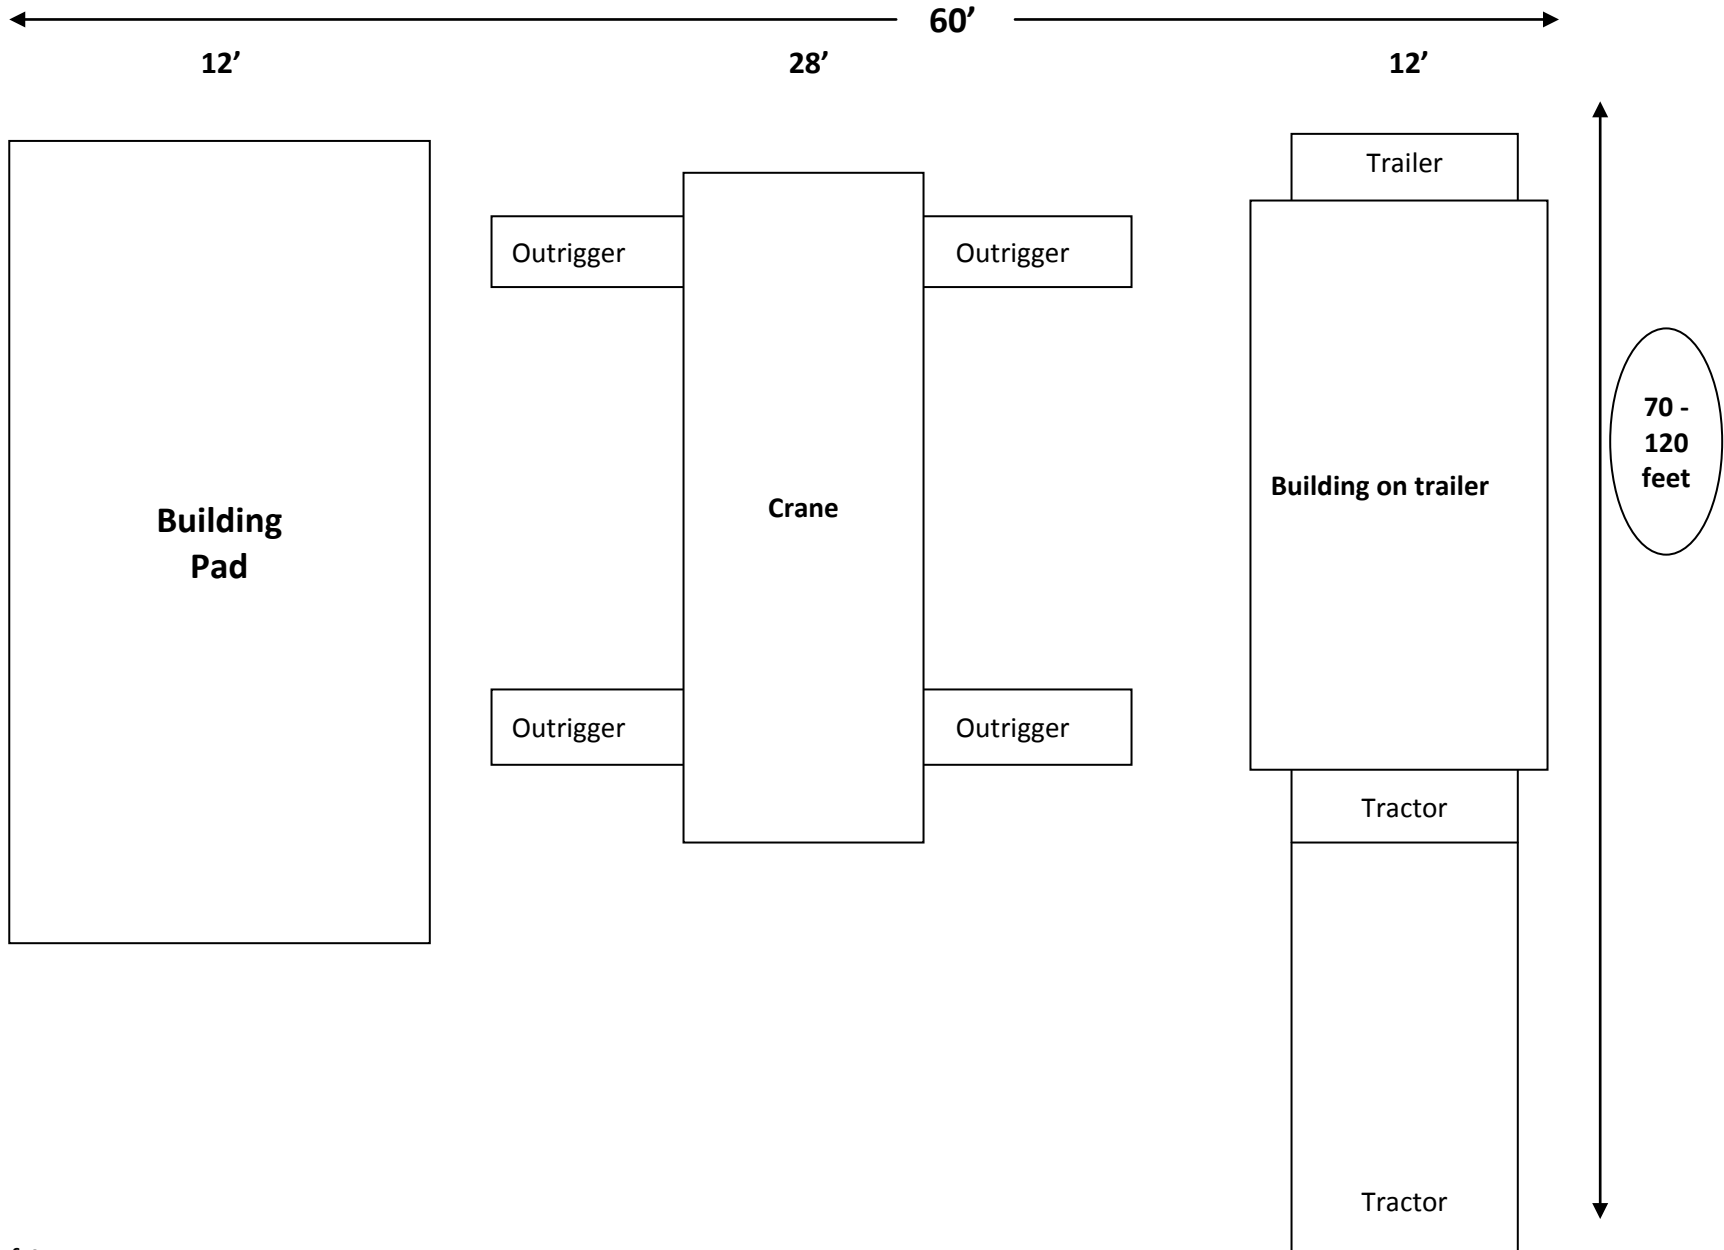 60’
12’
28’
12’
Trailer
Outrigger
Outrigger
70 -
120
feet
Building on trailer
Crane
Building
Pad
Outrigger
Outrigger
Tractor
Tractor